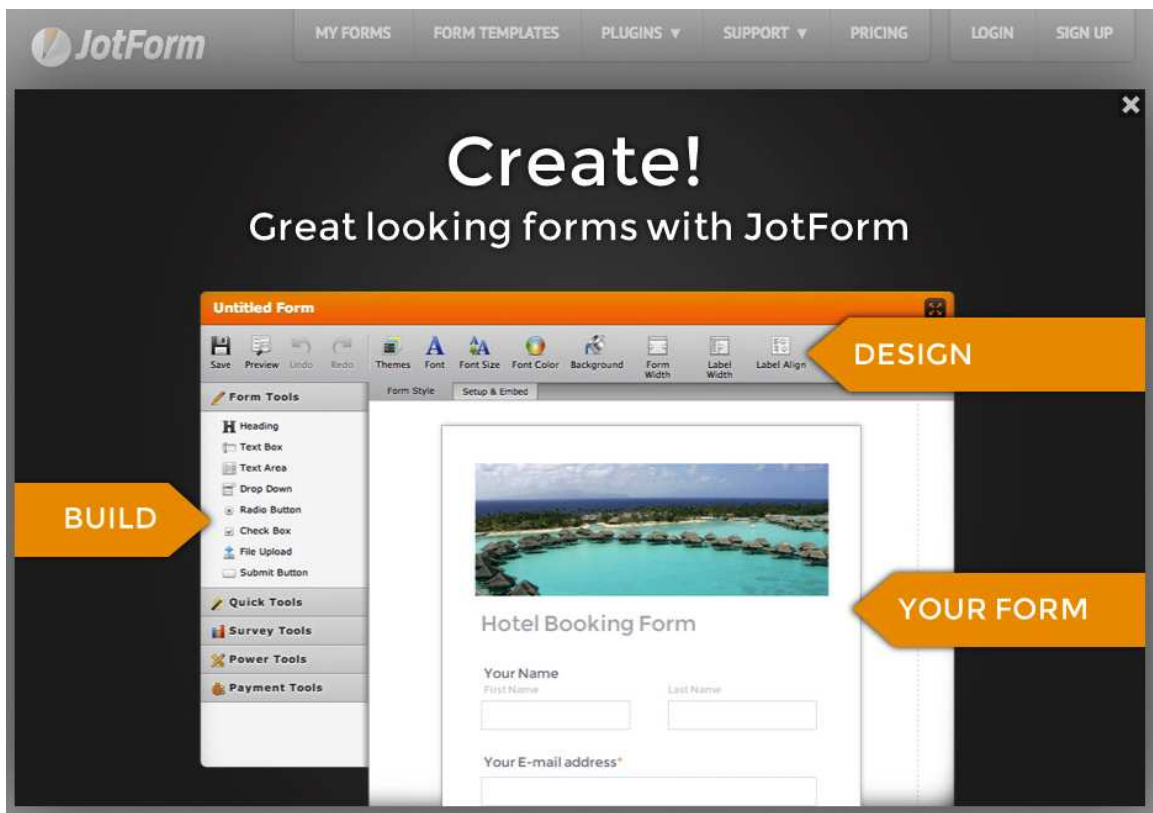 JotForm
MY FORMS FORM TEMPLATES PLUGINS ▼ SUPPORT ▼ PRICING LOGIN SIGN UP
Create!
Great looking forms with JotForm
Untitled Form
Save Preview Undo Redo Themes Font Font Size Font Color Background Form Width Label Width Label Align
DESIGN
Form Style Setup & Embed
Form Tools
Heading
Text Box
Text Area
Drop Down
Radio Button
Check Box
File Upload
Submit Button
BUILD
Quick Tools
Survey Tools
Power Tools
Payment Tools
YOUR FORM
Hotel Booking Form
Your Name
First Name Last Name
Your E-mail address*